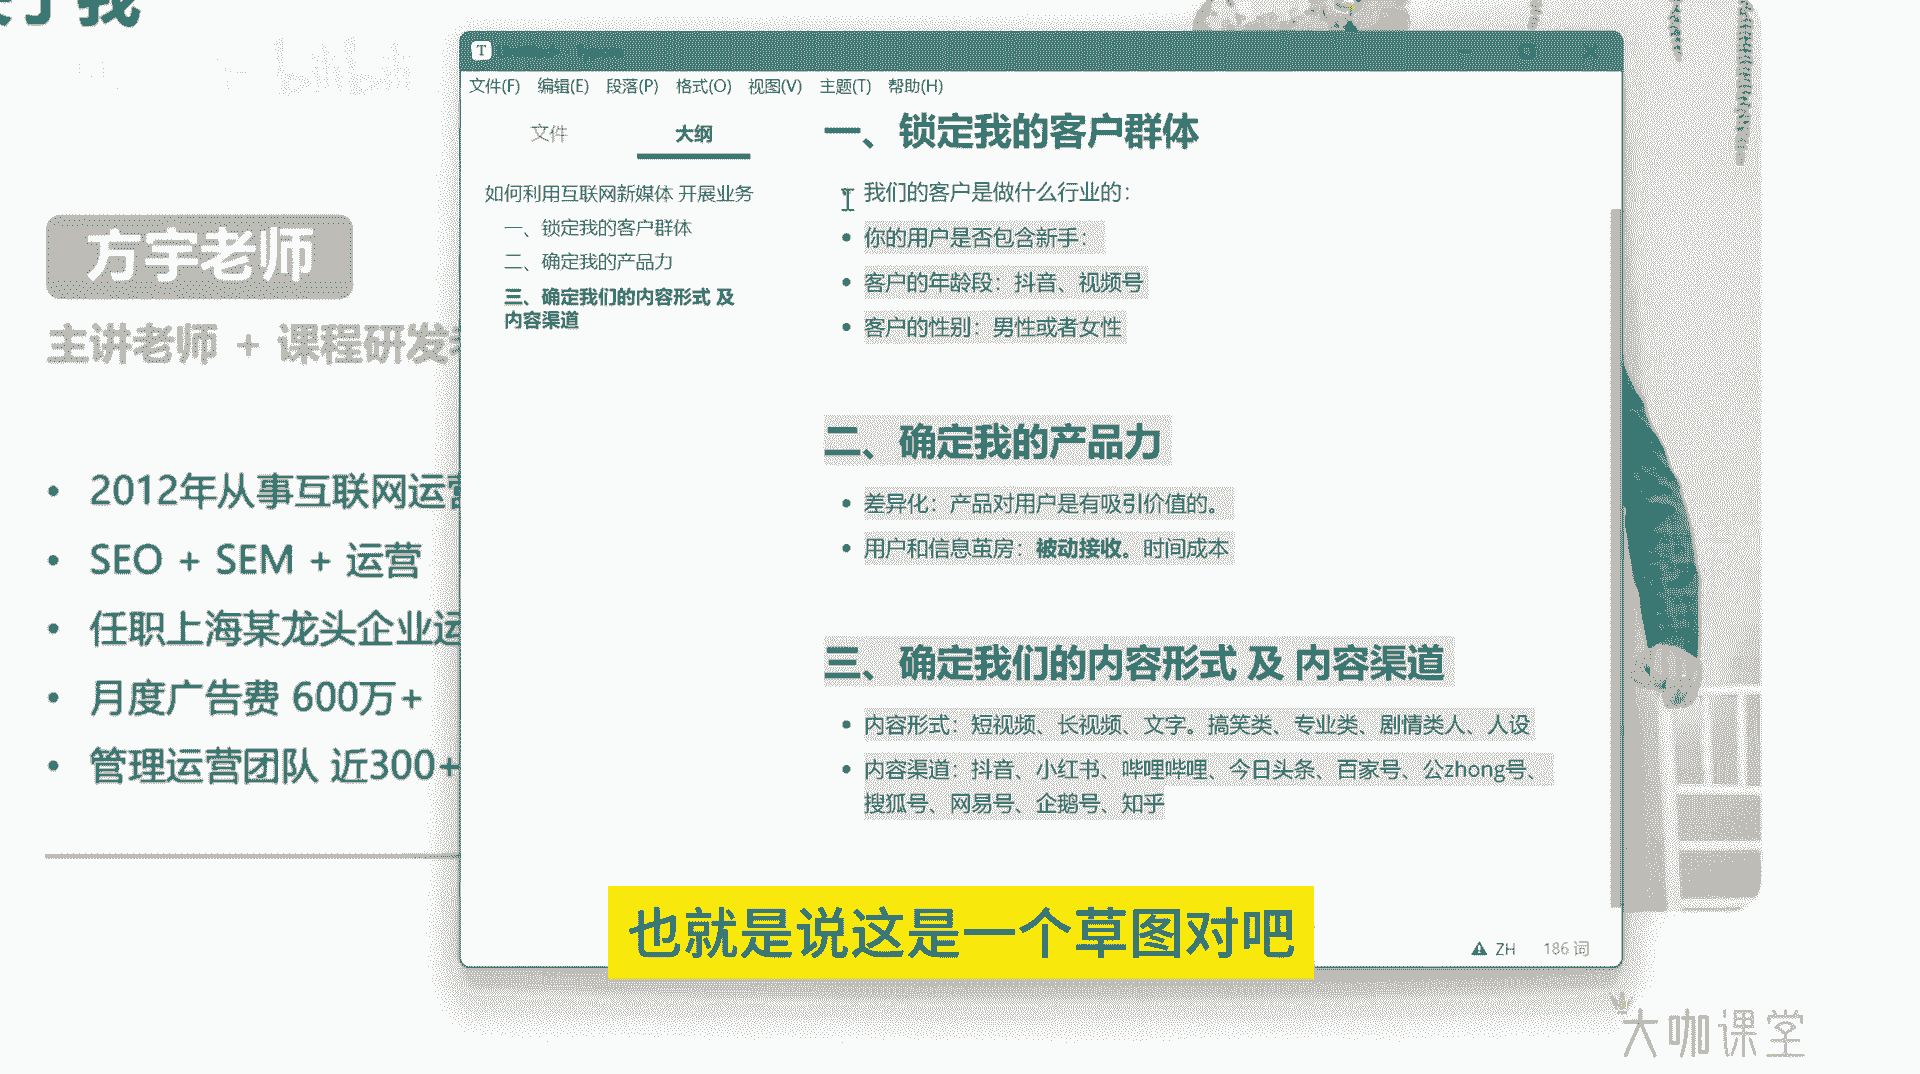 我
bilibili
方宇老师
主讲老师 + 课程研发
• 2012年从事互联网运营
• SEO + SEM + 运营
• 任职上海某龙头企业运
• 月度广告费 600万+
• 管理运营团队 近300+
T
文件(F) 编辑(E) 段落(P) 格式(O) 视图(V) 主题(T) 帮助(H)
文件 大纲
如何利用互联网新媒体 开展业务
一、锁定我的客户群体
二、确定我的产品力
三、确定我们的内容形式 及
内容渠道
一、锁定我的客户群体
我们的客户是做什么行业的：
• 你的用户是否包含新手：
• 客户的年龄段：抖音、视频号
• 客户的性别：男性或者女性
二、确定我的产品力
• 差异化：产品对用户是有吸引价值的。
• 用户和信息茧房：被动接收。时间成本
三、确定我们的内容形式 及 内容渠道
• 内容形式：短视频、长视频、文字。搞笑类、专业类、剧情类人、人设
• 内容渠道：抖音、小红书、哔哩哔哩、今日头条、百家号、公zhong号、
搜狐号、网易号、企鹅号、知乎
ZH 186 词
也就是说这是一个草图对吧
大咖课堂